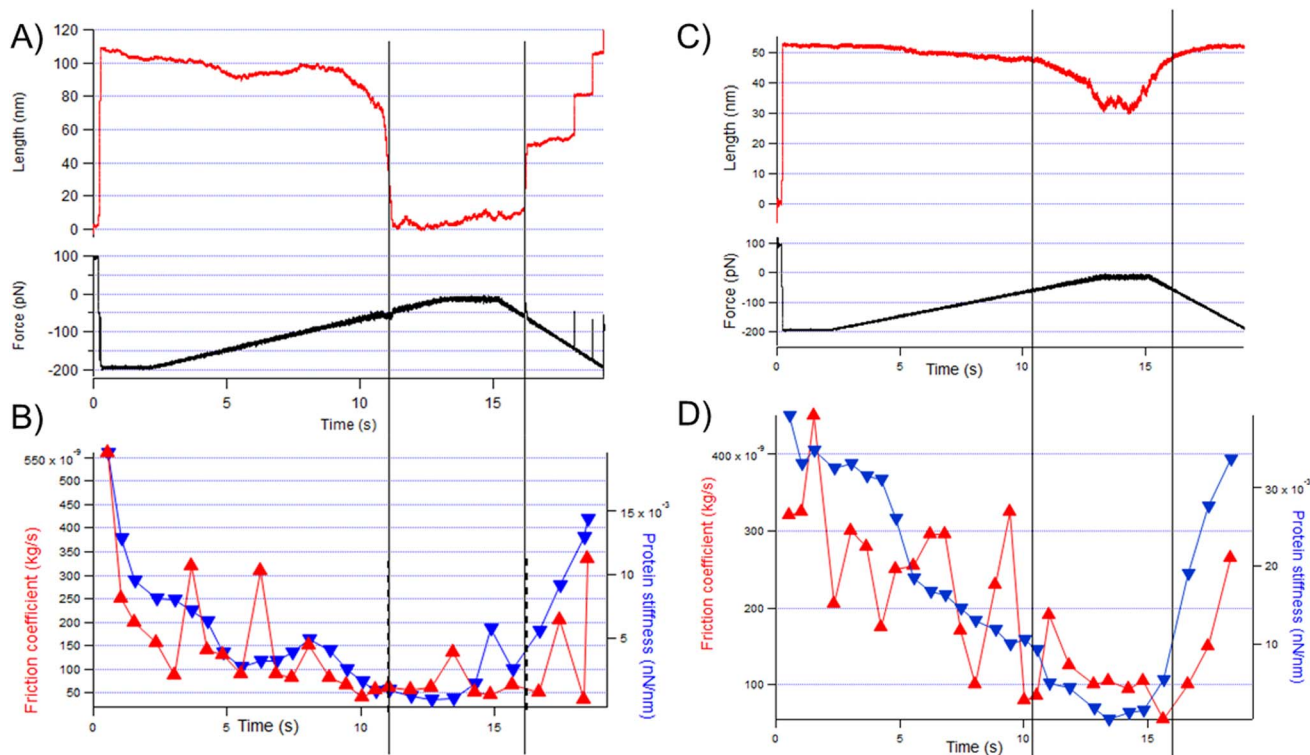 A)
120
100
80
60
40
20
0
Length (nm)
100
0
-100
-200
Force (pN)
0
5
10
15
Time (s)
B)
550 x 10⁻⁹
500
450
400
350
300
250
200
150
100
50
Friction coefficient (kg/s)
15 x 10⁻³
10
5
Protein stiffness (nN/nm)
0
5
10
15
Time (s)
C)
50
40
30
20
10
0
Length (nm)
100
0
-100
-200
Force (pN)
0
5
10
15
Time (s)
D)
400 x 10⁻⁹
300
200
100
Friction coefficient (kg/s)
30 x 10⁻³
20
10
Protein stiffness (nN/nm)
0
5
10
15
Time (s)